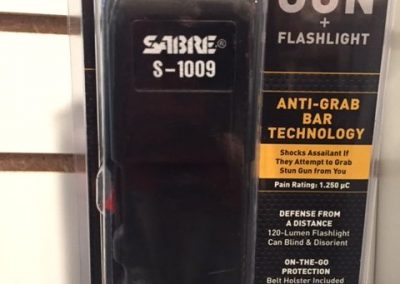 SABRE®
S-1009
GUN
+
FLASHLIGHT
ANTI-GRAB
BAR
TECHNOLOGY
Shocks Assailant If
They Attempt to Grab
Stun Gun from You
Pain Rating: 1.250 µC
DEFENSE FROM
A DISTANCE
120-Lumen Flashlight
Can Blind & Disorient
ON-THE-GO
PROTECTION
Belt Holster Included